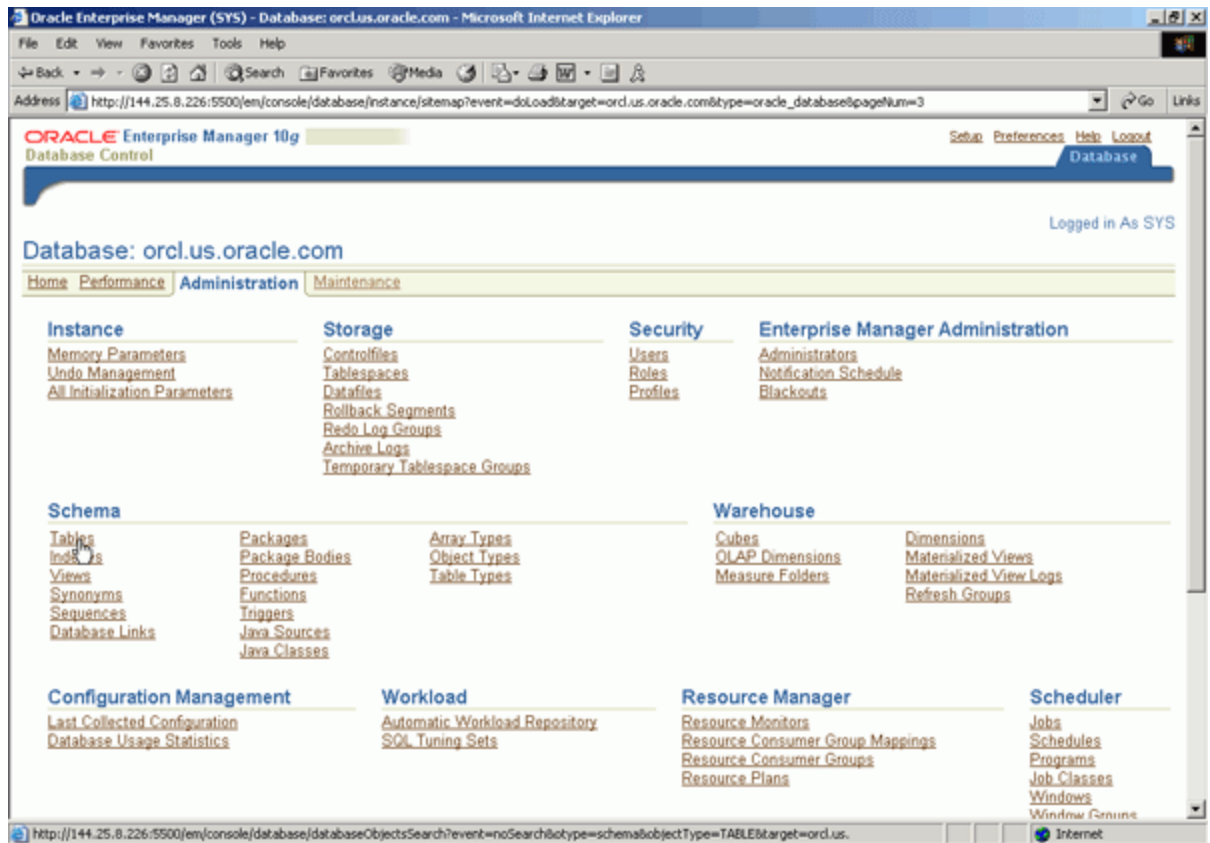 Oracle Enterprise Manager (SYS) - Database: orcl.us.oracle.com - Microsoft Internet Explorer
File Edit View Favorites Tools Help
Back Search Favorites Media
Address http://144.25.8.226:5500/em/console/database/instance/sitemap?event=doLoad&target=orcl.us.oracle.com&type=oracle_database&pageNum=3 Go Links
ORACLE Enterprise Manager 10g
Database Control
Setup Preferences Help Logout
Database
Logged in As SYS
Database: orcl.us.oracle.com
Home Performance Administration Maintenance
Instance
Memory Parameters
Undo Management
All Initialization Parameters
Storage
Controlfiles
Tablespaces
Datafiles
Rollback Segments
Redo Log Groups
Archive Logs
Temporary Tablespace Groups
Security
Users
Roles
Profiles
Enterprise Manager Administration
Administrators
Notification Schedule
Blackouts
Schema
Tables
Indexes
Views
Synonyms
Sequences
Database Links
Packages
Package Bodies
Procedures
Functions
Triggers
Java Sources
Java Classes
Array Types
Object Types
Table Types
Warehouse
Cubes
OLAP Dimensions
Measure Folders
Dimensions
Materialized Views
Materialized View Logs
Refresh Groups
Configuration Management
Last Collected Configuration
Database Usage Statistics
Workload
Automatic Workload Repository
SQL Tuning Sets
Resource Manager
Resource Monitors
Resource Consumer Group Mappings
Resource Consumer Groups
Resource Plans
Scheduler
Jobs
Schedules
Programs
Job Classes
Windows
Window Groups
http://144.25.8.226:5500/em/console/database/databaseObjectsSearch?event=noSearch&otype=schema&objectType=TABLE&target=orcl.us.
Internet